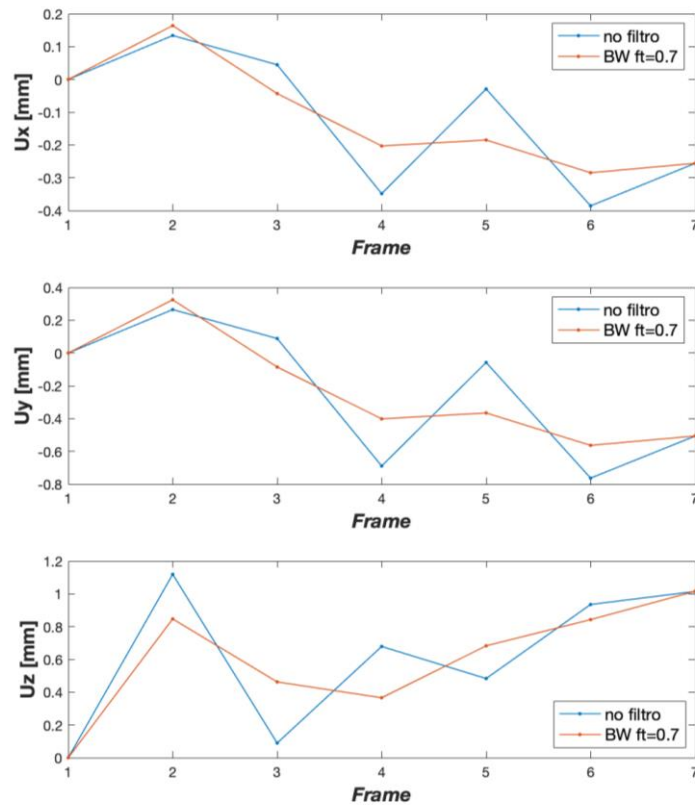 0.2
0.1
0
-0.1
-0.2
-0.3
-0.4
Ux [mm]
no filtro
BW ft=0.7
1 2 3 4 5 6 7
Frame
0.4
0.2
0
-0.2
-0.4
-0.6
-0.8
Uy [mm]
no filtro
BW ft=0.7
1 2 3 4 5 6 7
Frame
1.2
1
0.8
0.6
0.4
0.2
0
Uz [mm]
no filtro
BW ft=0.7
1 2 3 4 5 6 7
Frame